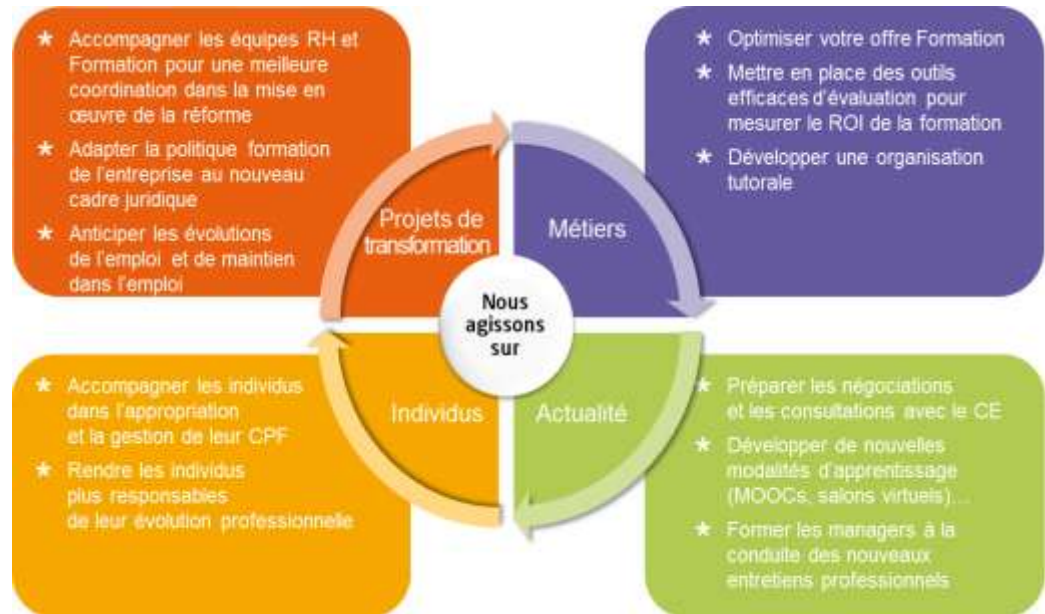 * Accompagner les équipes RH et
Formation pour une meilleure
coordination dans la mise en
œuvre de la réforme
* Adapter la politique formation
de l'entreprise au nouveau
cadre juridique
* Anticiper les évolutions
de l'emploi et de maintien
dans l'emploi
* Optimiser votre offre Formation
* Mettre en place des outils
efficaces d'évaluation pour
mesurer le ROI de la formation
* Développer une organisation
tutorale
Projets de
transformation
Métiers
Nous
agissons
sur
Individus
Actualité
* Accompagner les individus
dans l'appropriation
et la gestion de leur CPF
* Rendre les individus
plus responsables
de leur évolution professionnelle
* Préparer les négociations
et les consultations avec le CE
* Développer de nouvelles
modalités d'apprentissage
(MOOCs, salons virtuels)...
* Former les managers à la
conduite des nouveaux
entretiens professionnels